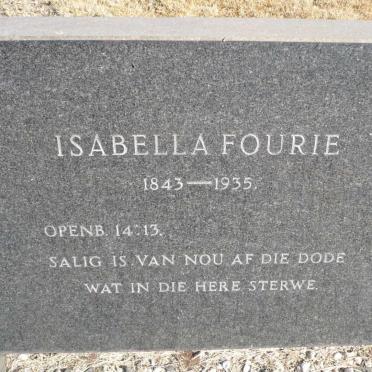 ISABELLA FOURIE
1843—1935.
OPENB. 14:13.
SALIG IS VAN NOU AF DIE DODE
WAT IN DIE HERE STERWE.